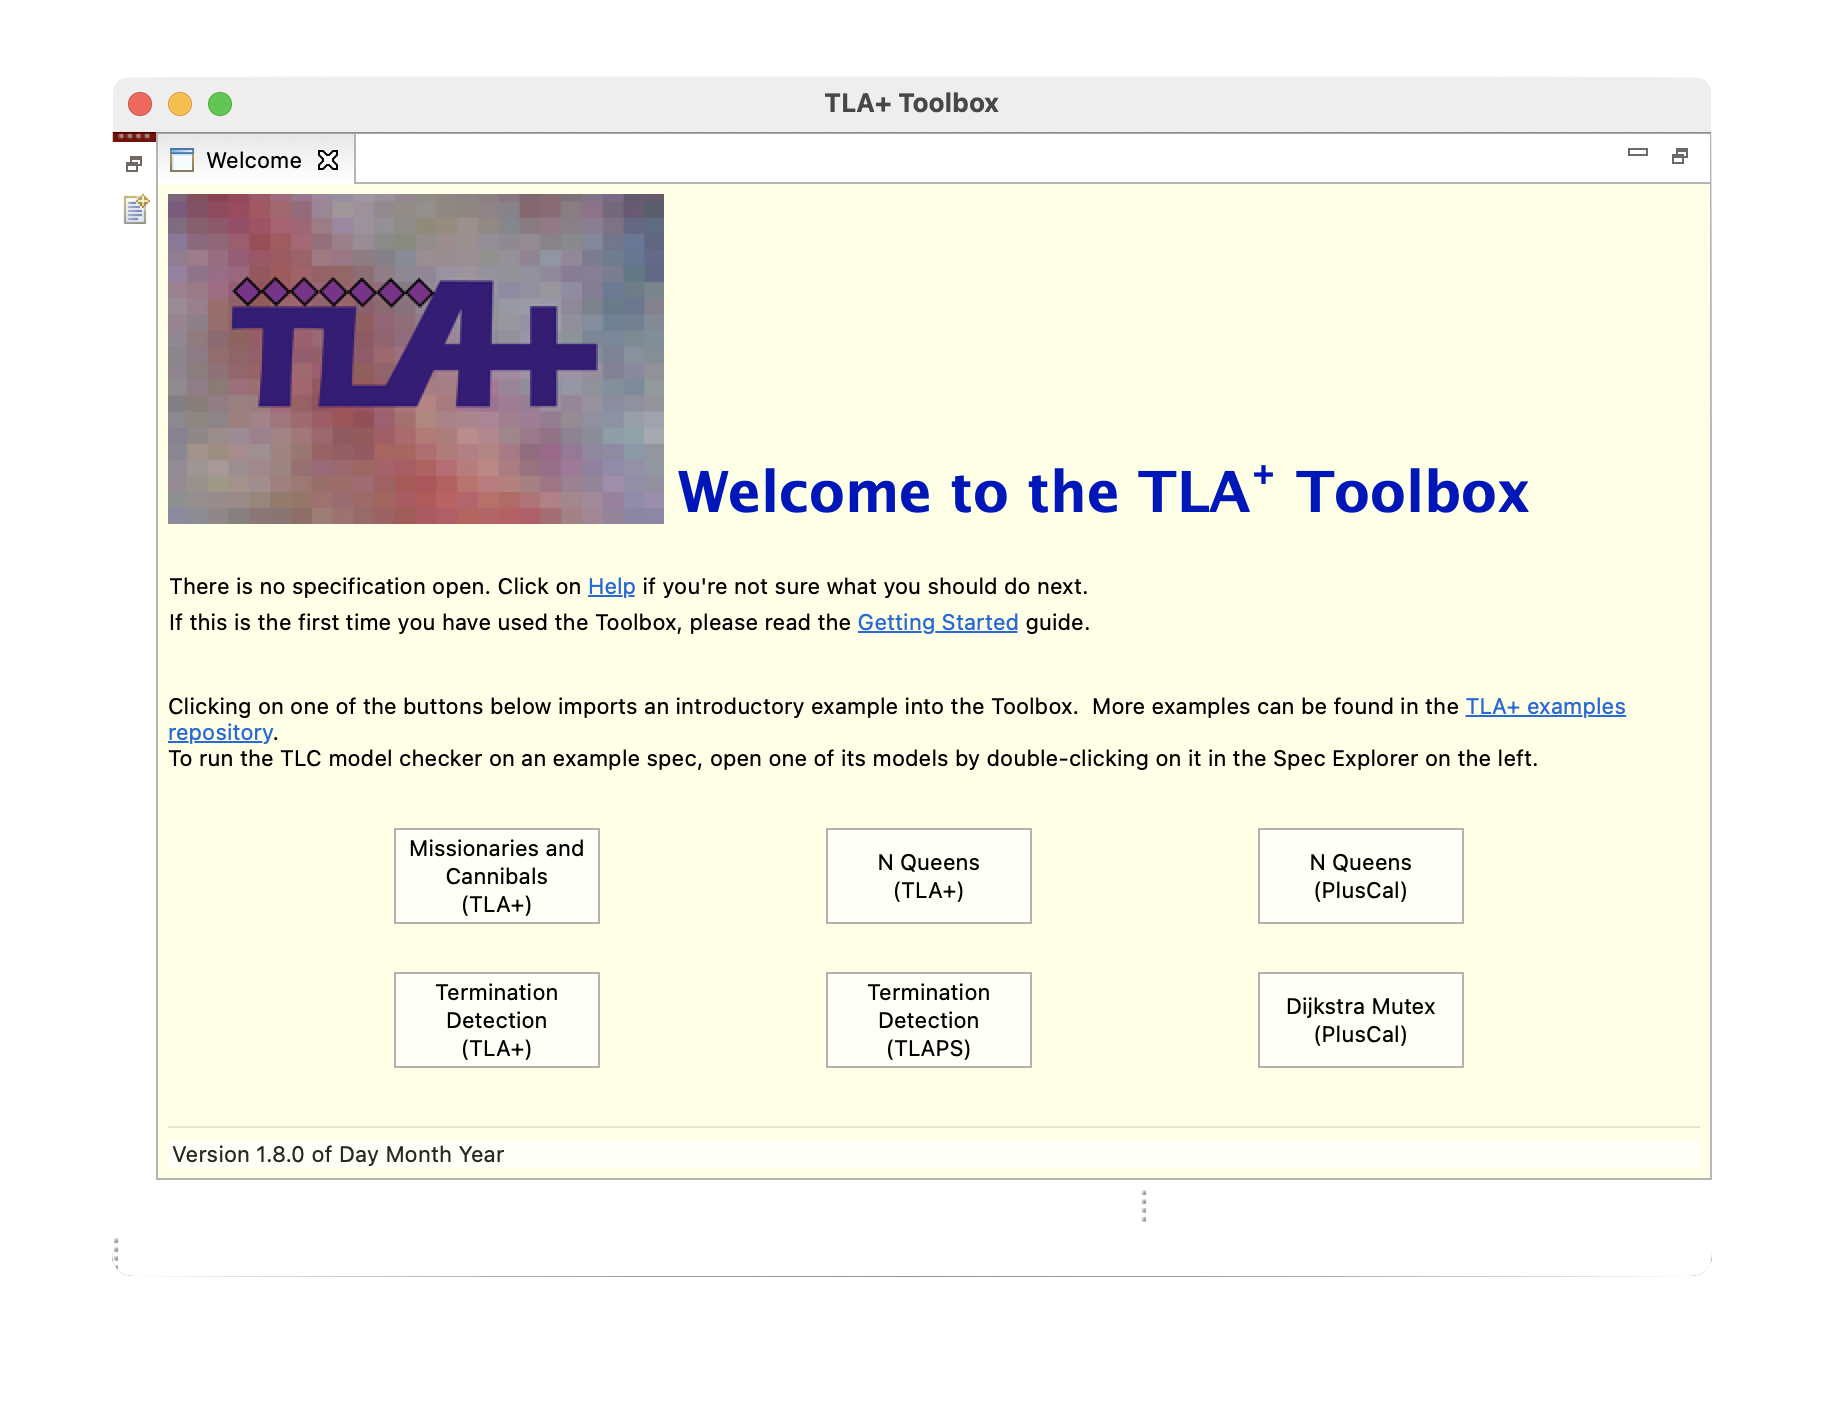 TLA+ Toolbox
Welcome
TLA+
Welcome to the TLA+ Toolbox
There is no specification open. Click on Help if you're not sure what you should do next.
If this is the first time you have used the Toolbox, please read the Getting Started guide.
Clicking on one of the buttons below imports an introductory example into the Toolbox.  More examples can be found in the TLA+ examples
repository.
To run the TLC model checker on an example spec, open one of its models by double-clicking on it in the Spec Explorer on the left.
Missionaries and
Cannibals
(TLA+)
N Queens
(TLA+)
N Queens
(PlusCal)
Termination
Detection
(TLA+)
Termination
Detection
(TLAPS)
Dijkstra Mutex
(PlusCal)
Version 1.8.0 of Day Month Year